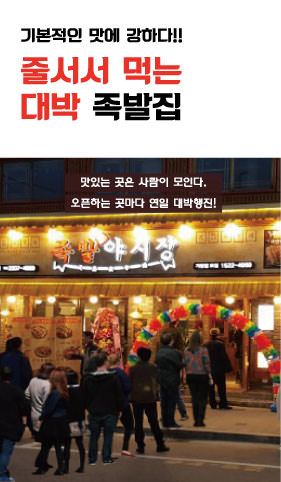 기본적인 맛에 강하다!!
줄서서 먹는
대박 족발집
맛있는 곳은 사람이 모인다.
오픈하는 곳마다 연일 대박행진!
족발야시장